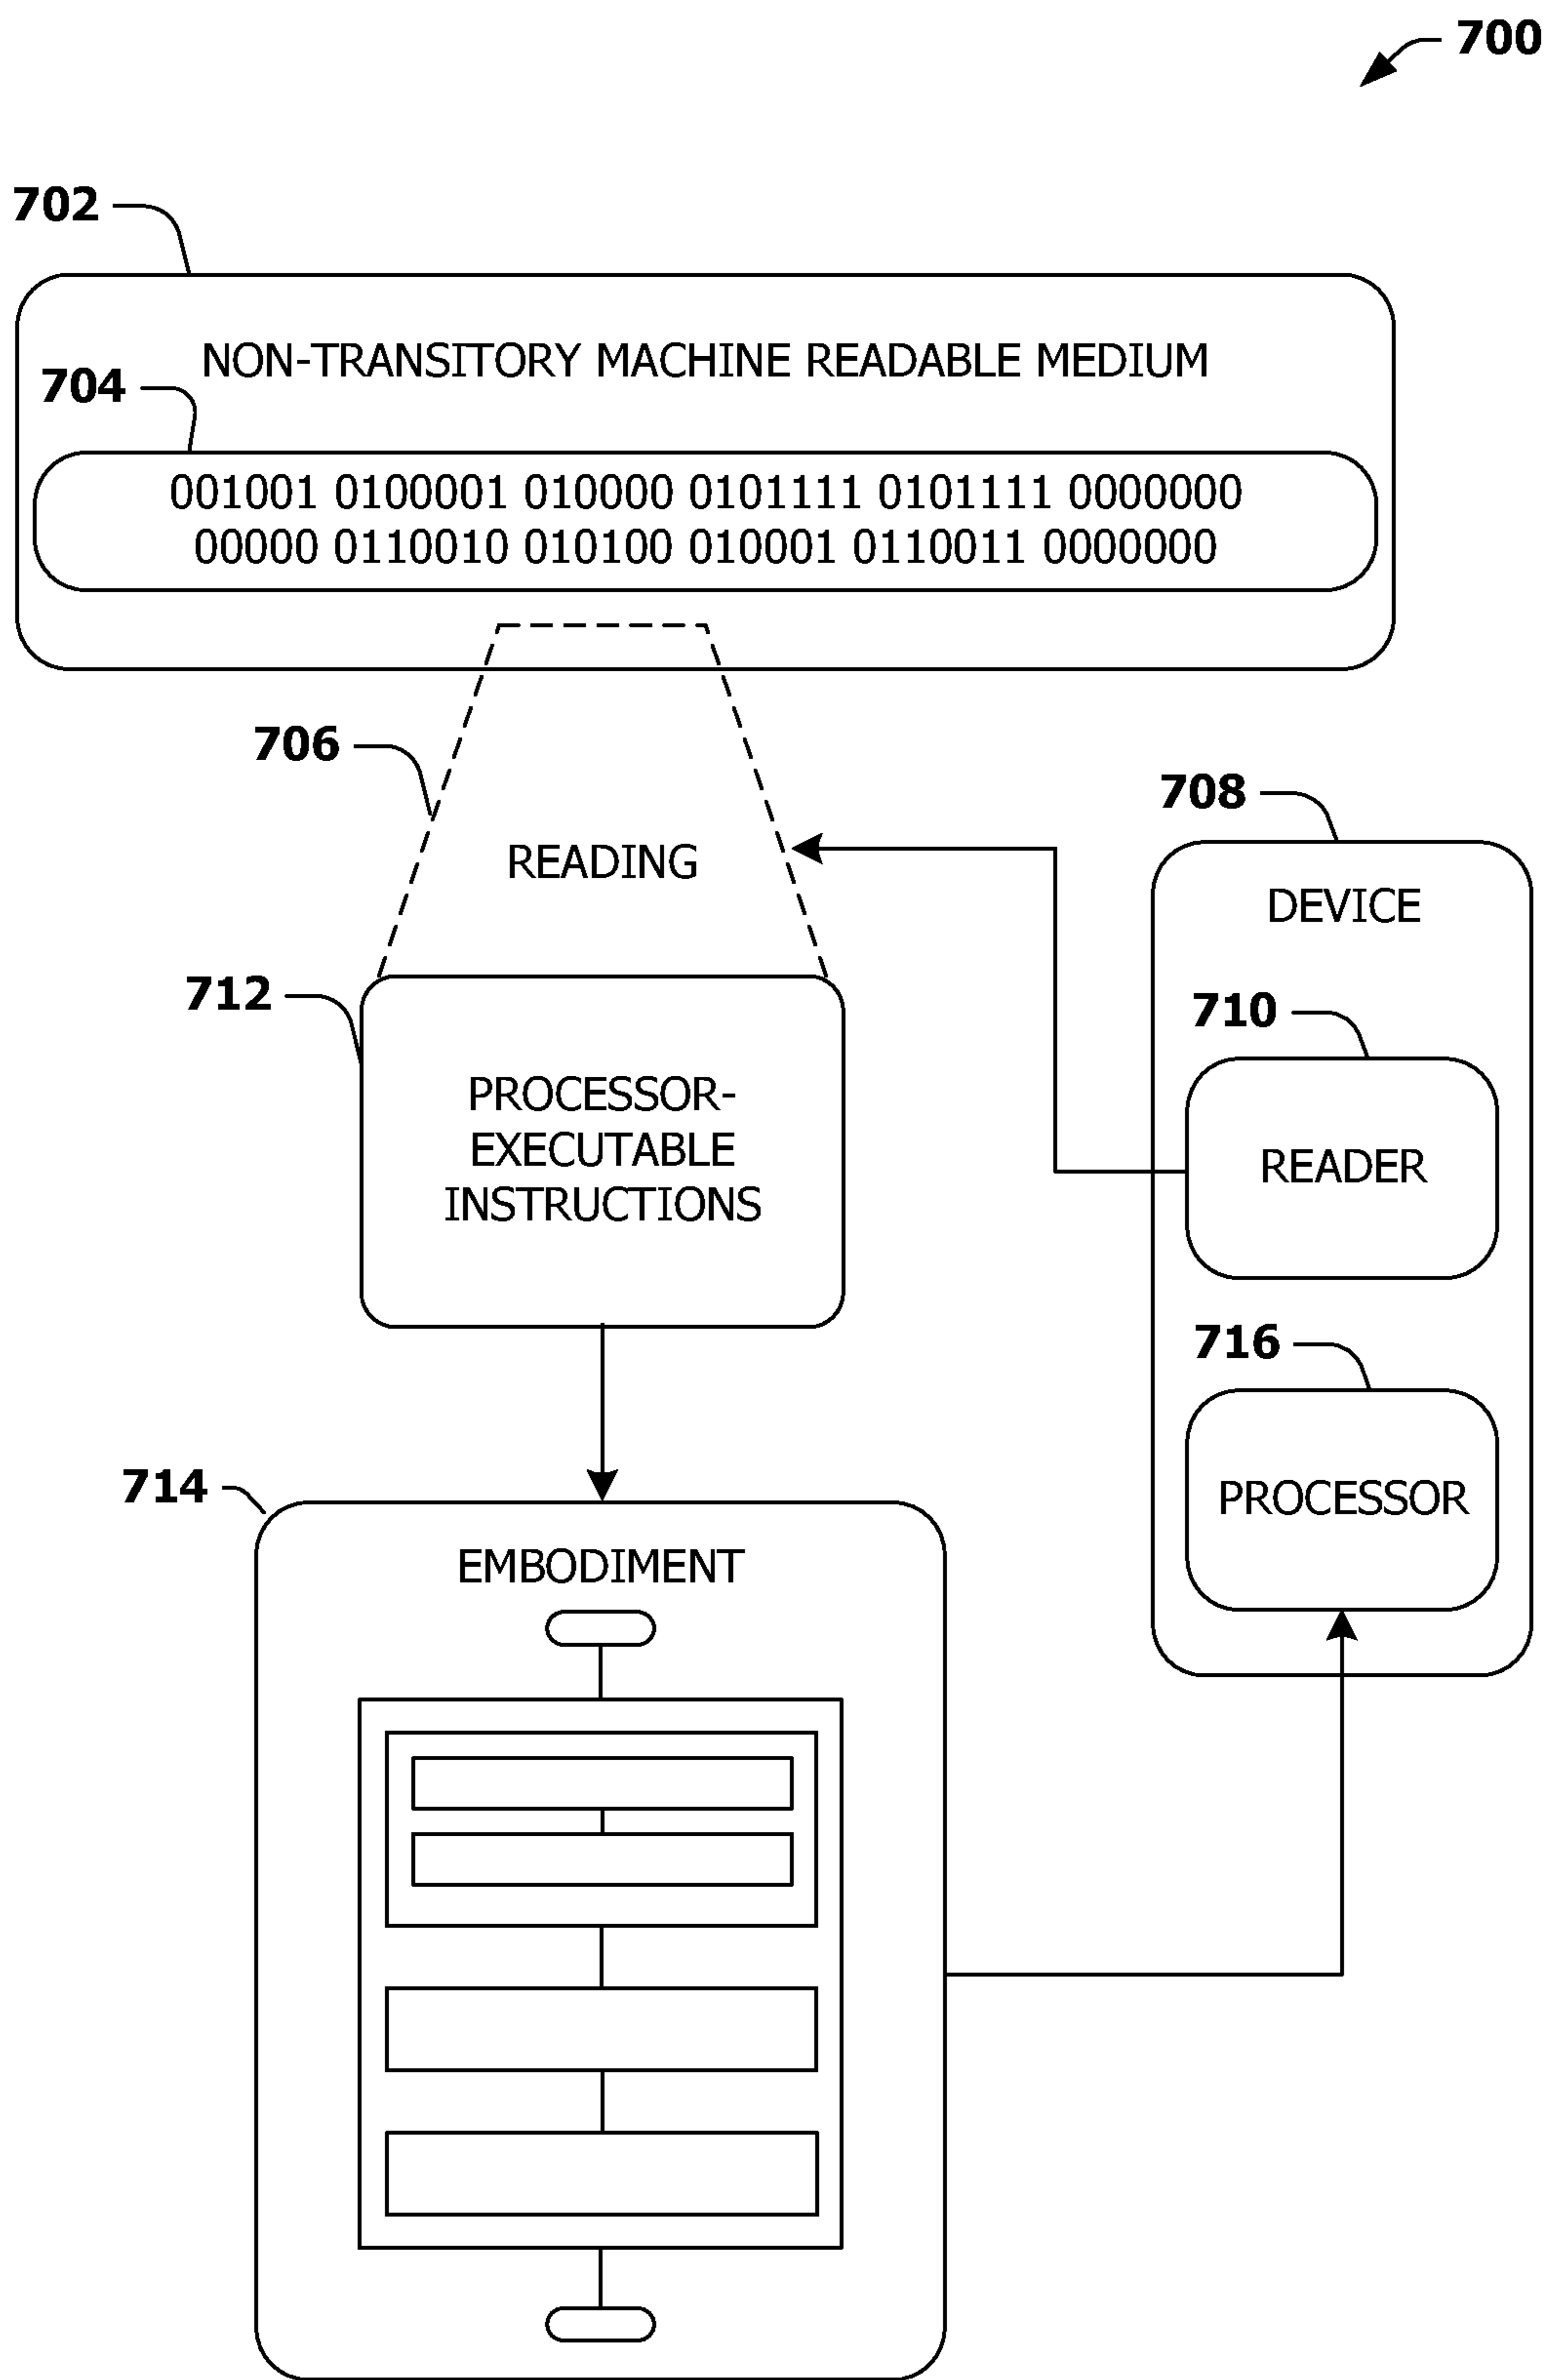 700
702
NON-TRANSITORY MACHINE READABLE MEDIUM
704
001001 0100001 010000 0101111 0101111 0000000
00000 0110010 010100 010001 0110011 0000000
706
READING
708
DEVICE
710
READER
712
PROCESSOR-
EXECUTABLE
INSTRUCTIONS
716
PROCESSOR
714
EMBODIMENT